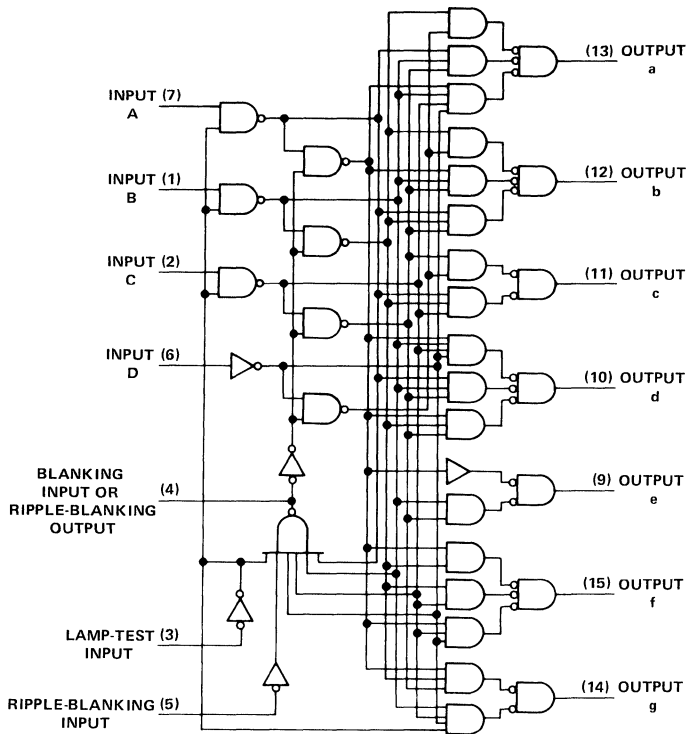 (13) OUTPUT
a
INPUT (7)
A
INPUT (1)
B
(12) OUTPUT
b
INPUT (2)
C
(11) OUTPUT
c
INPUT (6)
D
(10) OUTPUT
d
BLANKING
INPUT OR (4)
RIPPLE-BLANKING
OUTPUT
(9) OUTPUT
e
(15) OUTPUT
f
LAMP-TEST (3)
INPUT
RIPPLE-BLANKING (5)
INPUT
(14) OUTPUT
g